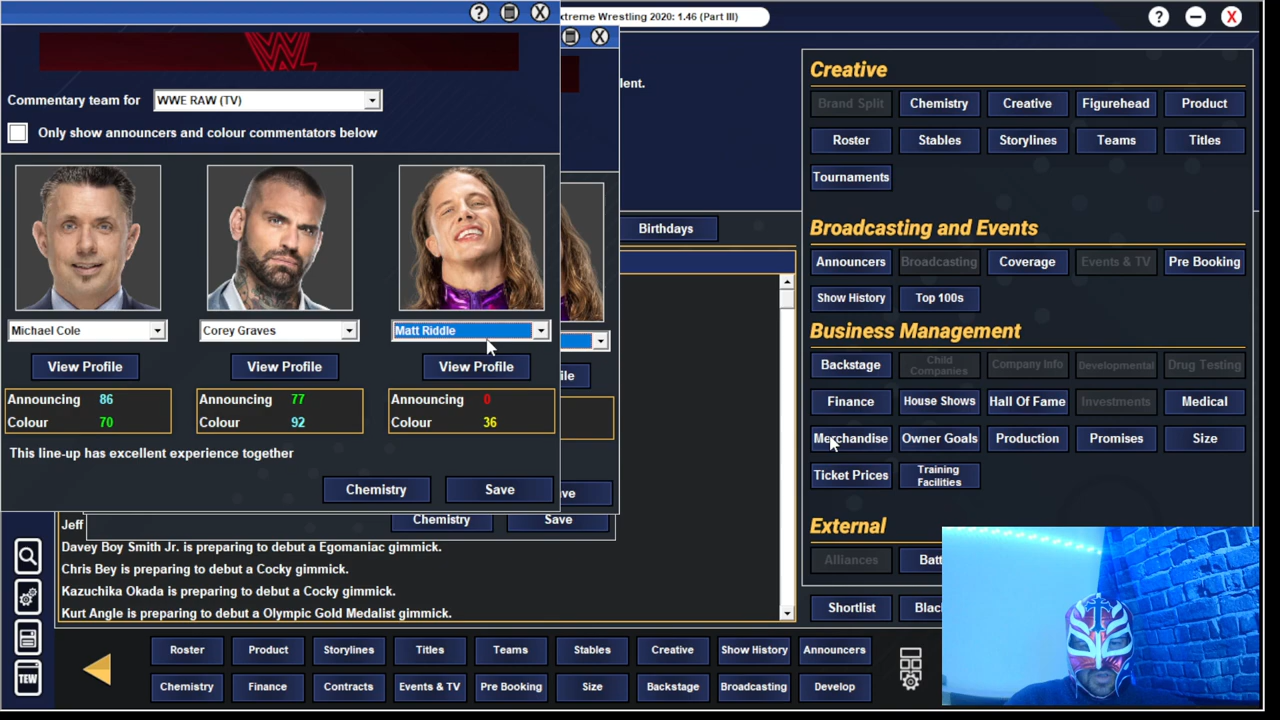 xtreme Wrestling 2020: 1.46 (Part III)
Commentary team for WWE RAW (TV)
Only show announcers and colour commentators below
Michael Cole
Corey Graves
Matt Riddle
View Profile
View Profile
View Profile
Announcing 86
Colour 70
Announcing 77
Colour 92
Announcing 0
Colour 36
This line-up has excellent experience together
Chemistry
Save
lent.
Birthdays
Chemistry
Save
Jeff
Davey Boy Smith Jr. is preparing to debut a Egomaniac gimmick.
Chris Bey is preparing to debut a Cocky gimmick.
Kazuchika Okada is preparing to debut a Cocky gimmick.
Kurt Angle is preparing to debut a Olympic Gold Medalist gimmick.
Creative
Brand Split Chemistry Creative Figurehead Product
Roster Stables Storylines Teams Titles
Tournaments
Broadcasting and Events
Announcers Broadcasting Coverage Events & TV Pre Booking
Show History Top 100s
Business Management
Backstage Child Companies Company Info Developmental Drug Testing
Finance House Shows Hall Of Fame Investments Medical
Merchandise Owner Goals Production Promises Size
Ticket Prices Training Facilities
External
Alliances Batt
Shortlist Blac
TEW
Roster Product Storylines Titles Teams Stables Creative Show History Announcers
Chemistry Finance Contracts Events & TV Pre Booking Size Backstage Broadcasting Develop